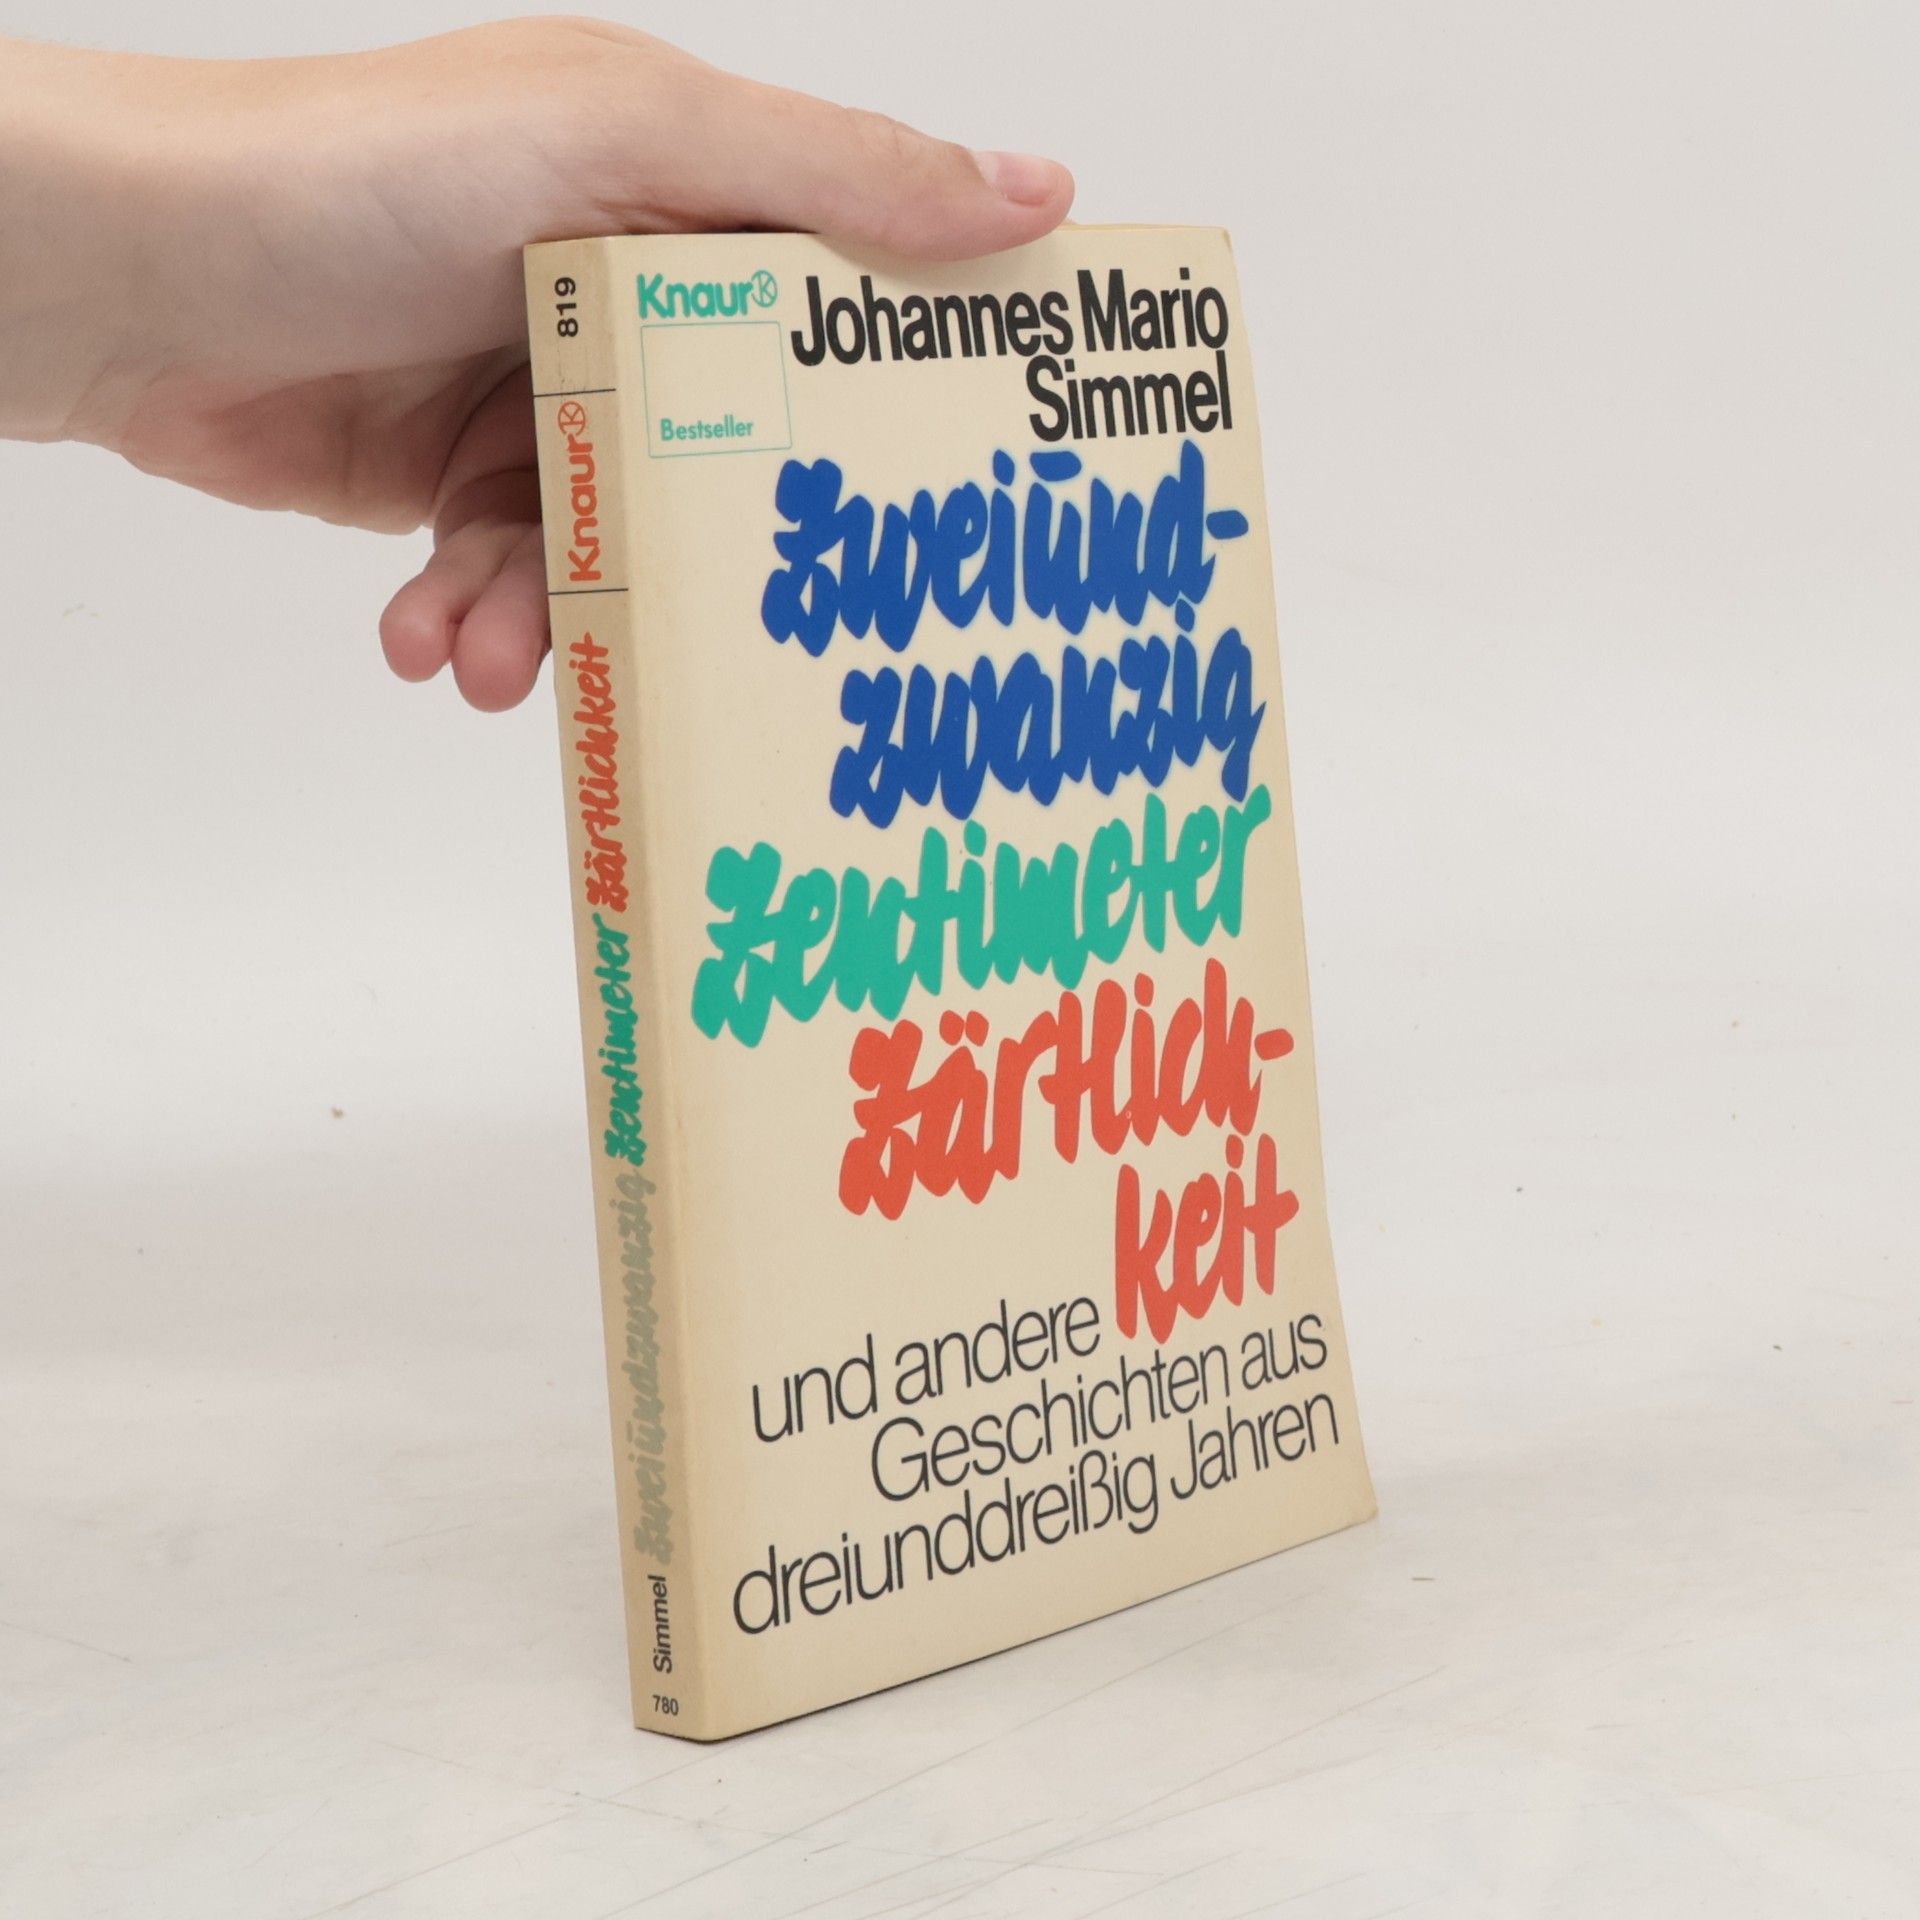 819
Knaur
Zweiundzwanzig Zentimeter Zärtlichkeit
Simmel
780
Knaur
Bestseller
Johannes Mario
Simmel
Zweiund-
zwanzig
Zentimeter
Zärtlich-
keit
und andere
Geschichten aus
dreiunddreißig Jahren